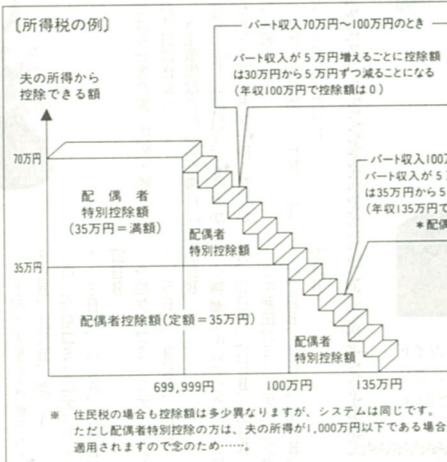 〔所得税の例〕
パート収入70万円〜100万円のとき
パート収入が5万円増えるごとに控除額
は30万円から5万円ずつ減ることになる
(年収100万円で控除額は0)
夫の所得から
控除できる額
70万円
パート収入100万
パート収入が5
は35万円から5
(年収135万円で
*配偶
配偶者
特別控除額
(35万円=満額)
配偶者
特別控除額
35万円
配偶者控除額(定額=35万円)
配偶者
特別控除額
699,999円
100万円
135万円
※ 住民税の場合も控除額は多少異なりますが、システムは同じです。
ただし配偶者特別控除の方は、夫の所得が1,000万円以下である場合
適用されますので念のため……。